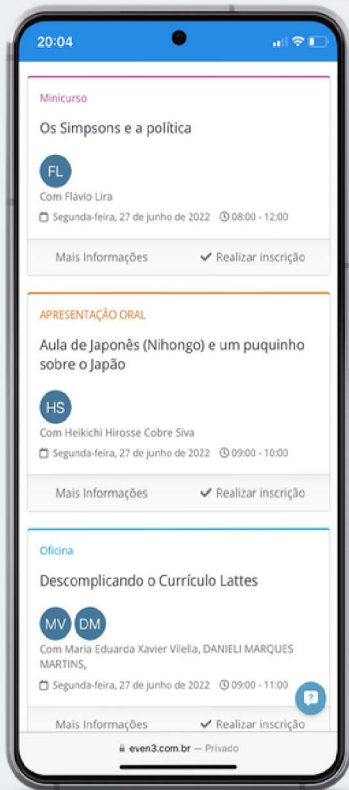 20:04
Minicurso
Os Simpsons e a política
FL
Com Flávio Lira
Segunda-feira, 27 de junho de 2022 08:00 - 12:00
Mais Informações Realizar inscrição
APRESENTAÇÃO ORAL
Aula de Japonês (Nihongo) e um puquinho
sobre o Japão
HS
Com Heikichi Hirosse Cobre Siva
Segunda-feira, 27 de junho de 2022 09:00 - 10:00
Mais Informações Realizar inscrição
Oficina
Descomplicando o Currículo Lattes
MV DM
Com Maria Eduarda Xavier Vilella, DANIELI MARQUES
MARTINS,
Segunda-feira, 27 de junho de 2022 09:00 - 11:00
?
Mais Informações Realizar inscrição
even3.com.br — Privado